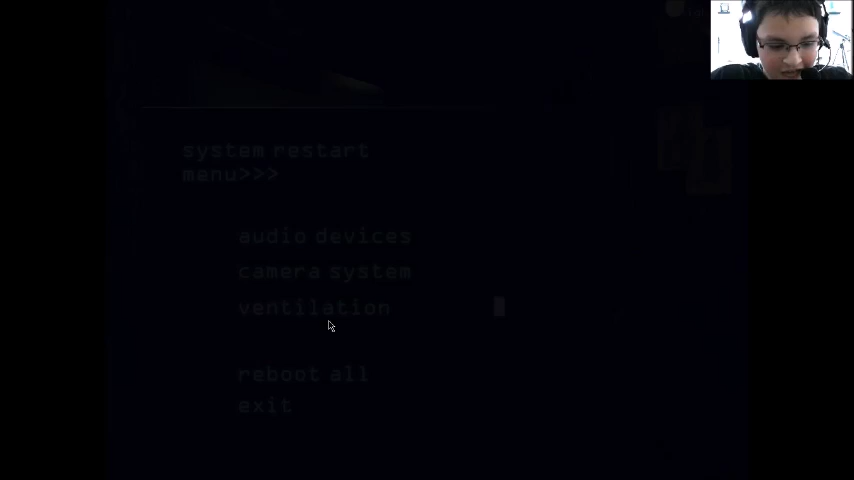 system restart
menu>>>
audio devices
camera system
ventilation
reboot all
exit